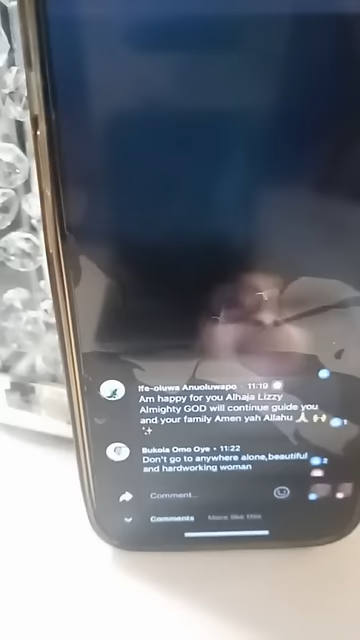 Ife-oluwa Anuoluwapo · 11:19
Am happy for you Alhaja Lizzy
Almighty GOD will continue guide you
and your family Amen yah Allahu 🙏 🙌
✨
1
Bukola Omo Oye · 11:22
Don't go to anywhere alone,beautiful
and hardworking woman
2
Comment...
Comments More like this